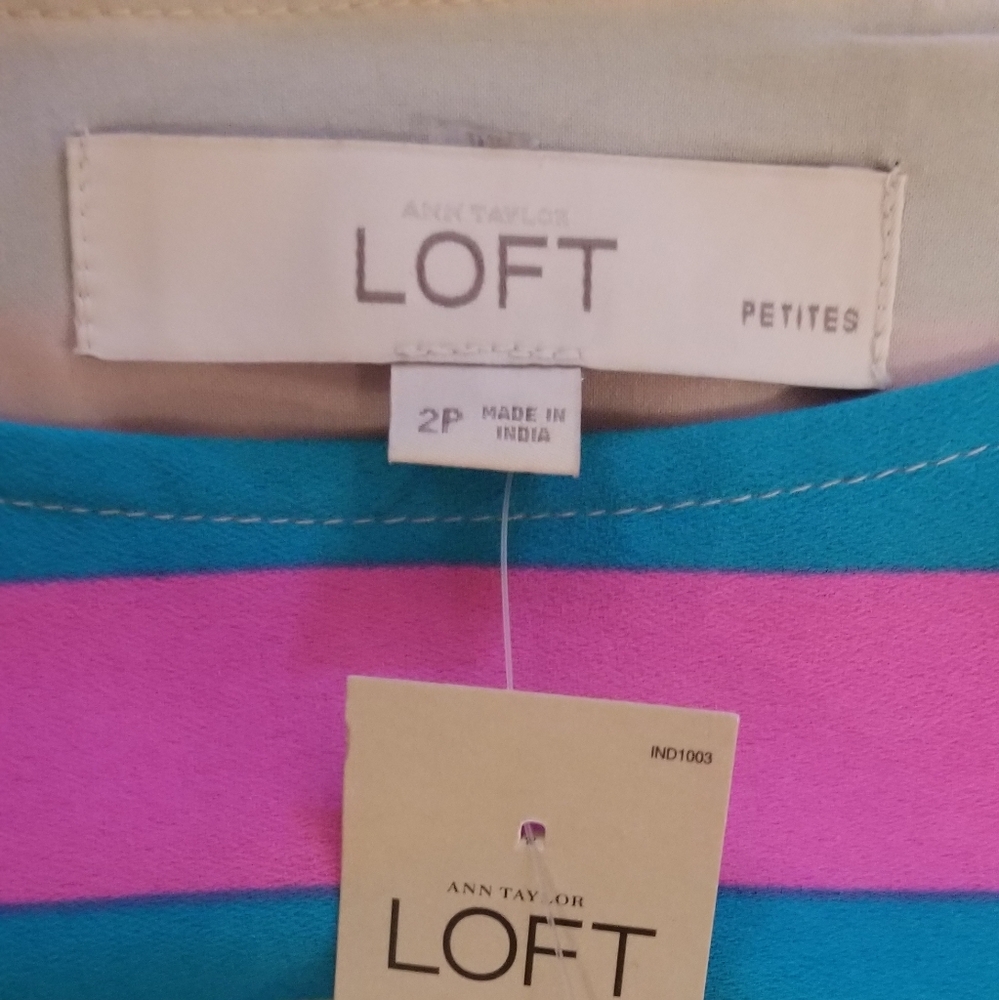 ANN TAYLOR
LOFT
PETITES
2P
MADE IN
INDIA
IND1003
ANN TAYLOR
LOFT